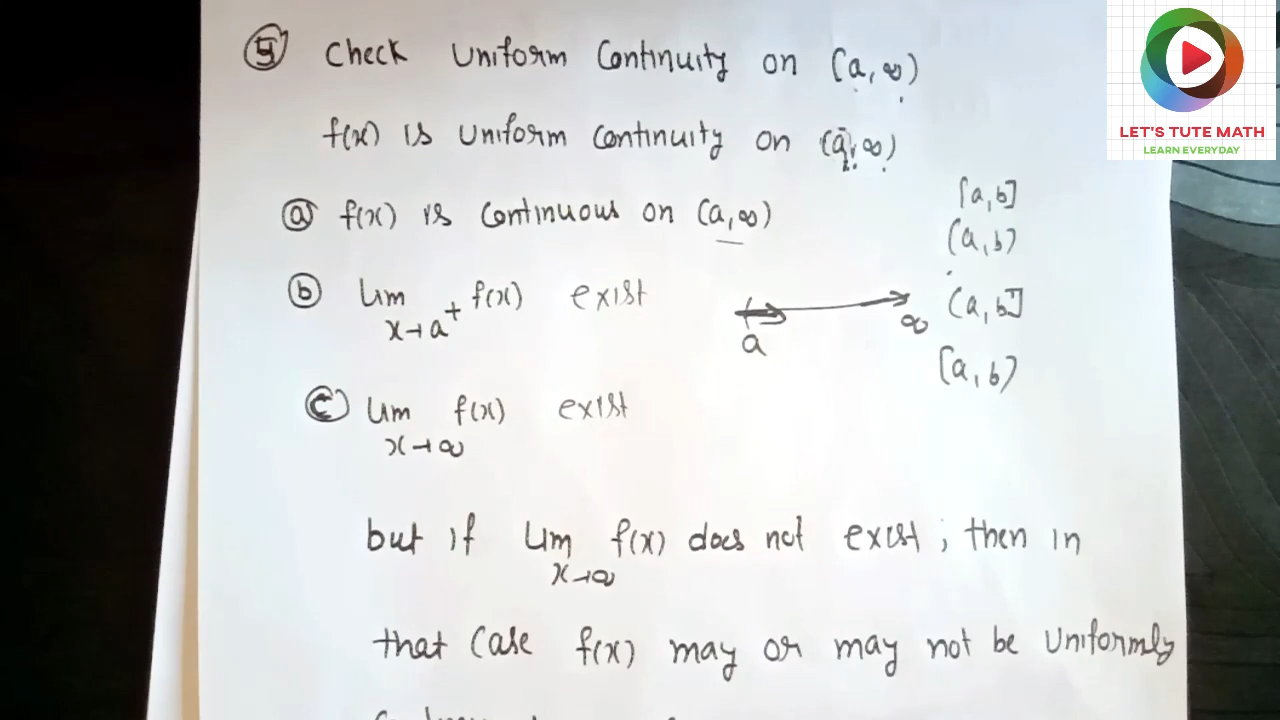 5 Check Uniform Continuity on (a, ∞)
f(x) is Uniform Continuity on (a, ∞)
a f(x) is Continuous on (a, ∞)
b lim x→a+ f(x) exist
a ∞
c lim x→∞ f(x) exist
but if lim x→∞ f(x) does not exist ; then in
that Case f(x) may or may not be Uniformly
[a, b]
(a, b)
(a, b]
[a, b)
LET'S TUTE MATH
LEARN EVERYDAY